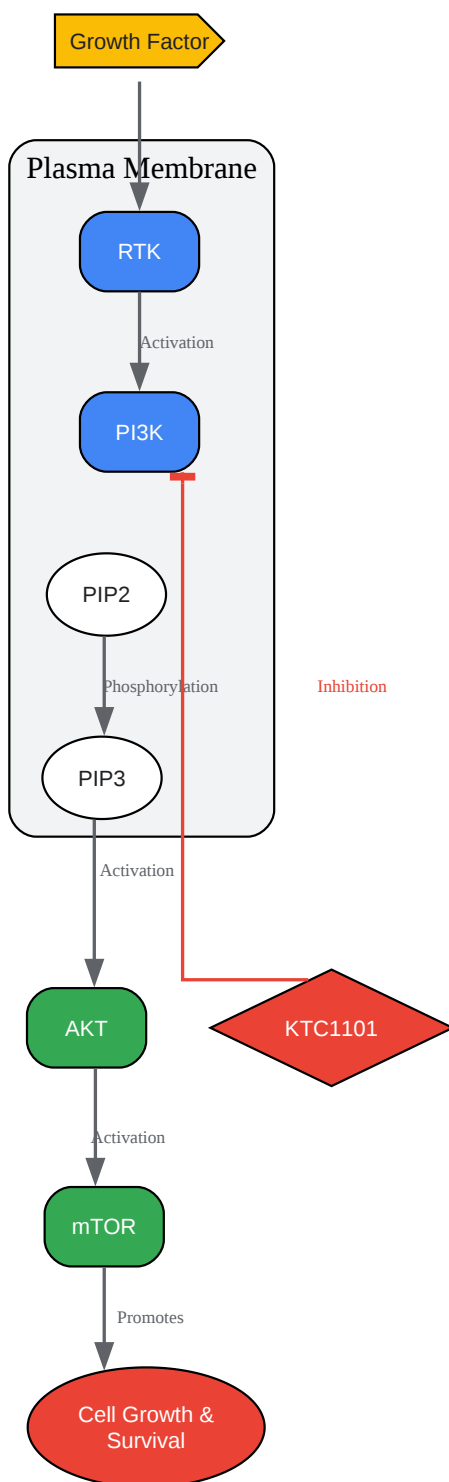 Growth Factor
Plasma Membrane
RTK
Activation
PI3K
PIP2
Phosphorylation
Inhibition
PIP3
Activation
AKT
KTC1101
Activation
mTOR
Promotes
Cell Growth &
Survival